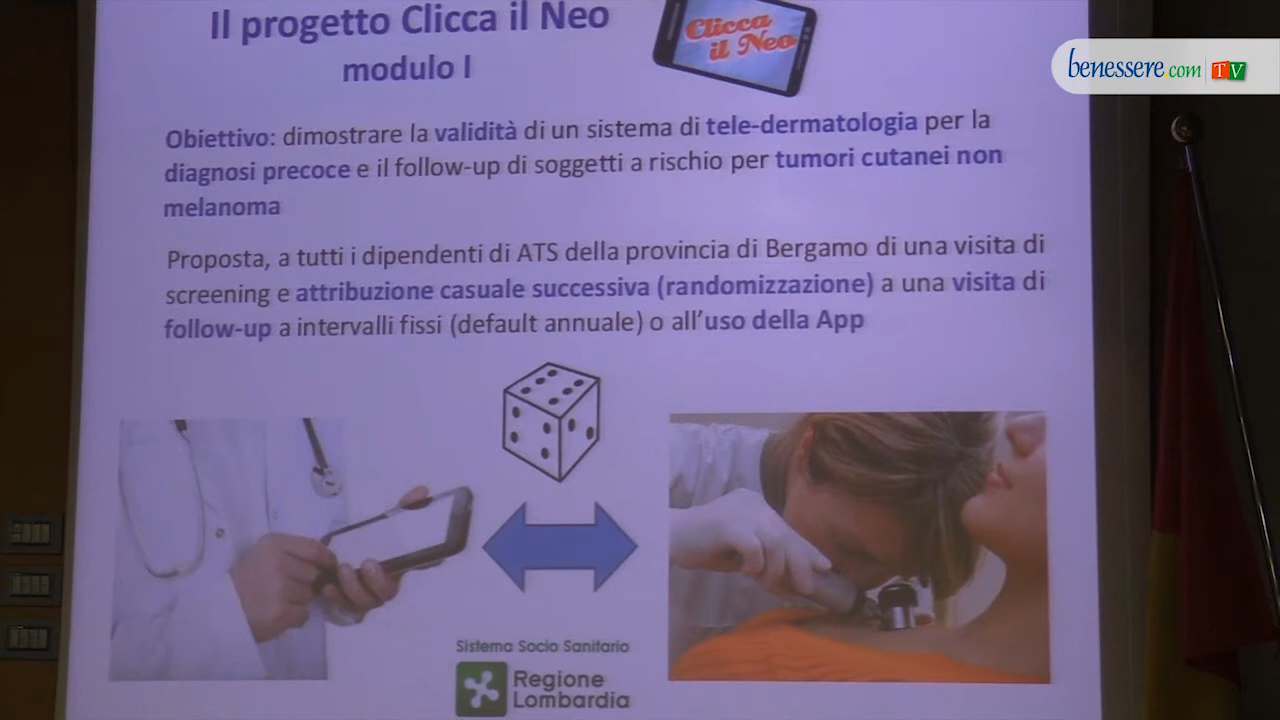 Il progetto Clicca il Neo
modulo I
Clicca
il Neo
benessere.com TV
Obiettivo: dimostrare la validità di un sistema di tele-dermatologia per la
diagnosi precoce e il follow-up di soggetti a rischio per tumori cutanei non
melanoma
Proposta, a tutti i dipendenti di ATS della provincia di Bergamo di una visita di
screening e attribuzione casuale successiva (randomizzazione) a una visita di
follow-up a intervalli fissi (default annuale) o all'uso della App
Sistema Socio Sanitario
Regione
Lombardia